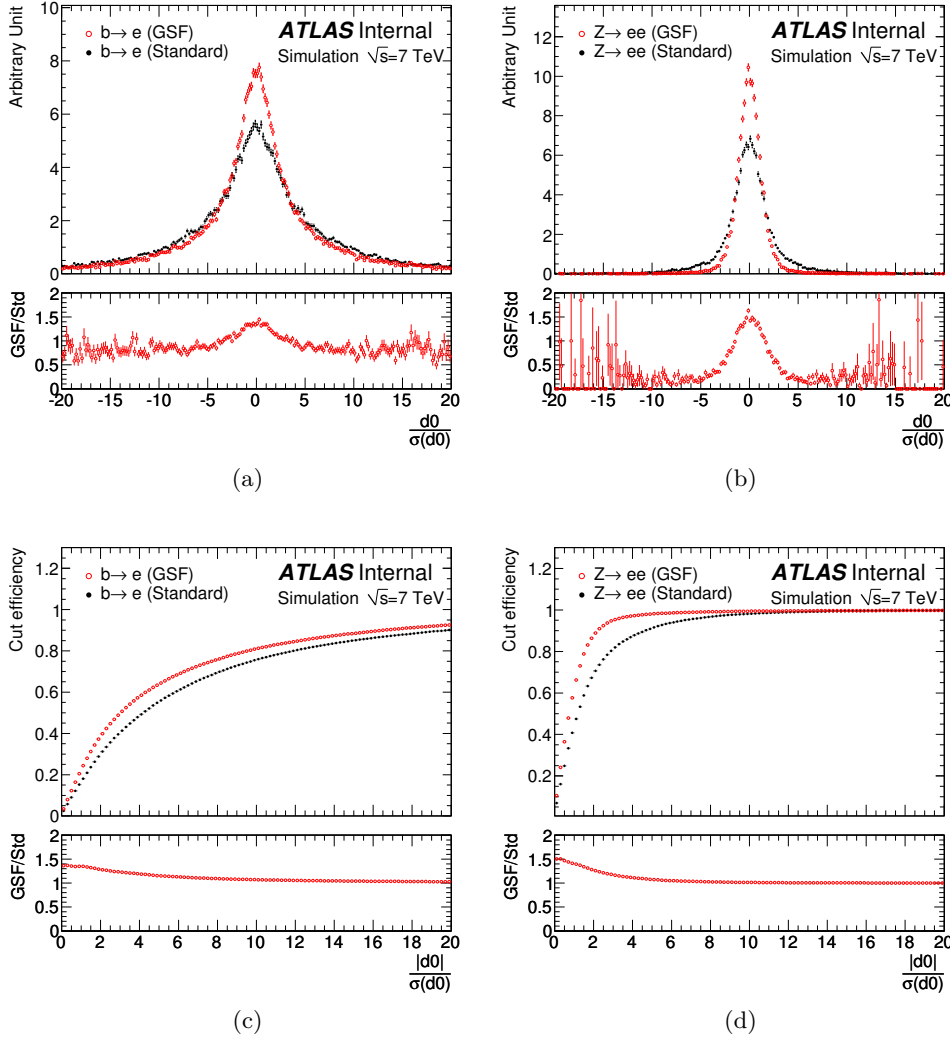 Arbitrary Unit
10
8
6
4
2
0
b→ e (GSF)
b→ e (Standard)
ATLAS Internal
Simulation √s=7 TeV
GSF/Std
2
1.5
1
0.5
0
-20 -15 -10 -5 0 5 10 15 20
d0
σ(d0)
(a)
Arbitrary Unit
12
10
8
6
4
2
0
Z→ ee (GSF)
Z→ ee (Standard)
ATLAS Internal
Simulation √s=7 TeV
GSF/Std
2
1.5
1
0.5
0
-20 -15 -10 -5 0 5 10 15 20
d0
σ(d0)
(b)
Cut efficiency
1.2
1
0.8
0.6
0.4
0.2
0
b→ e (GSF)
b→ e (Standard)
ATLAS Internal
Simulation √s=7 TeV
GSF/Std
2
1.5
1
0.5
0
0 2 4 6 8 10 12 14 16 18 20
|d0|
σ(d0)
(c)
Cut efficiency
1.2
1
0.8
0.6
0.4
0.2
Z→ ee (GSF)
Z→ ee (Standard)
ATLAS Internal
Simulation √s=7 TeV
GSF/Std
2
1.5
1
0.5
0
0 2 4 6 8 10 12 14 16 18 20
|d0|
σ(d0)
(d)